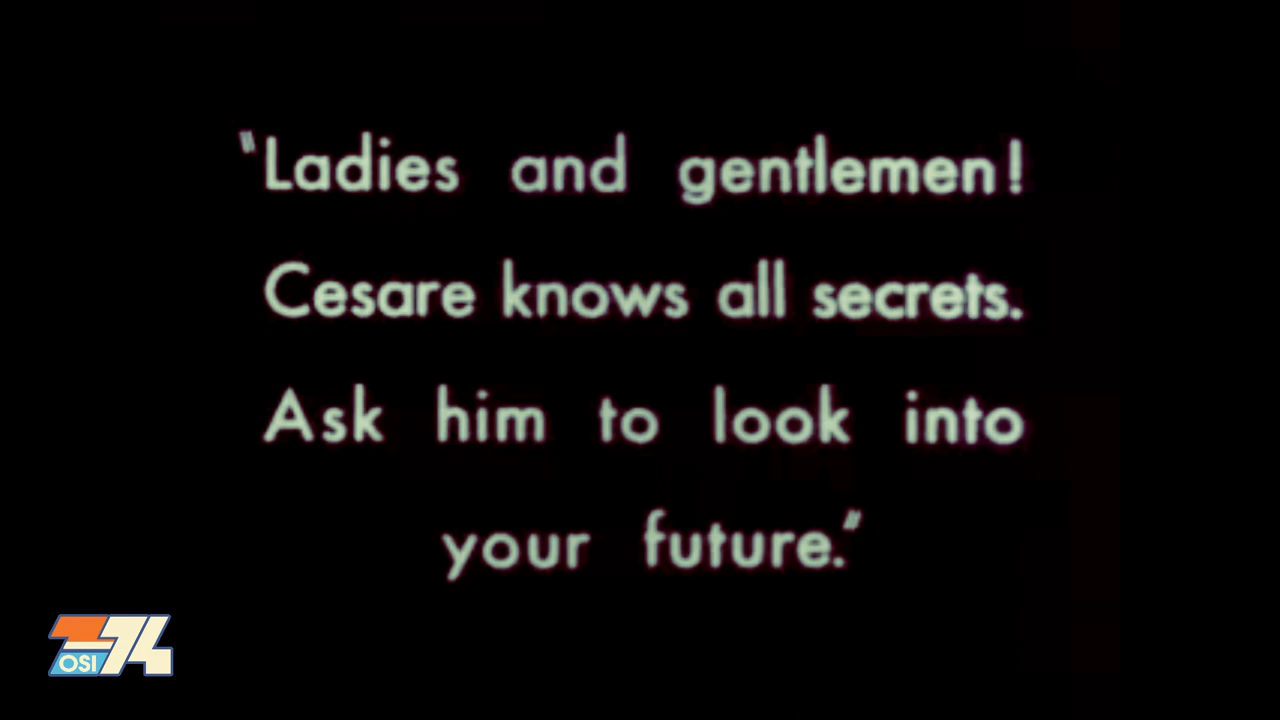 "Ladies and gentlemen!
Cesare knows all secrets.
Ask him to look into
your future."
OSI 74